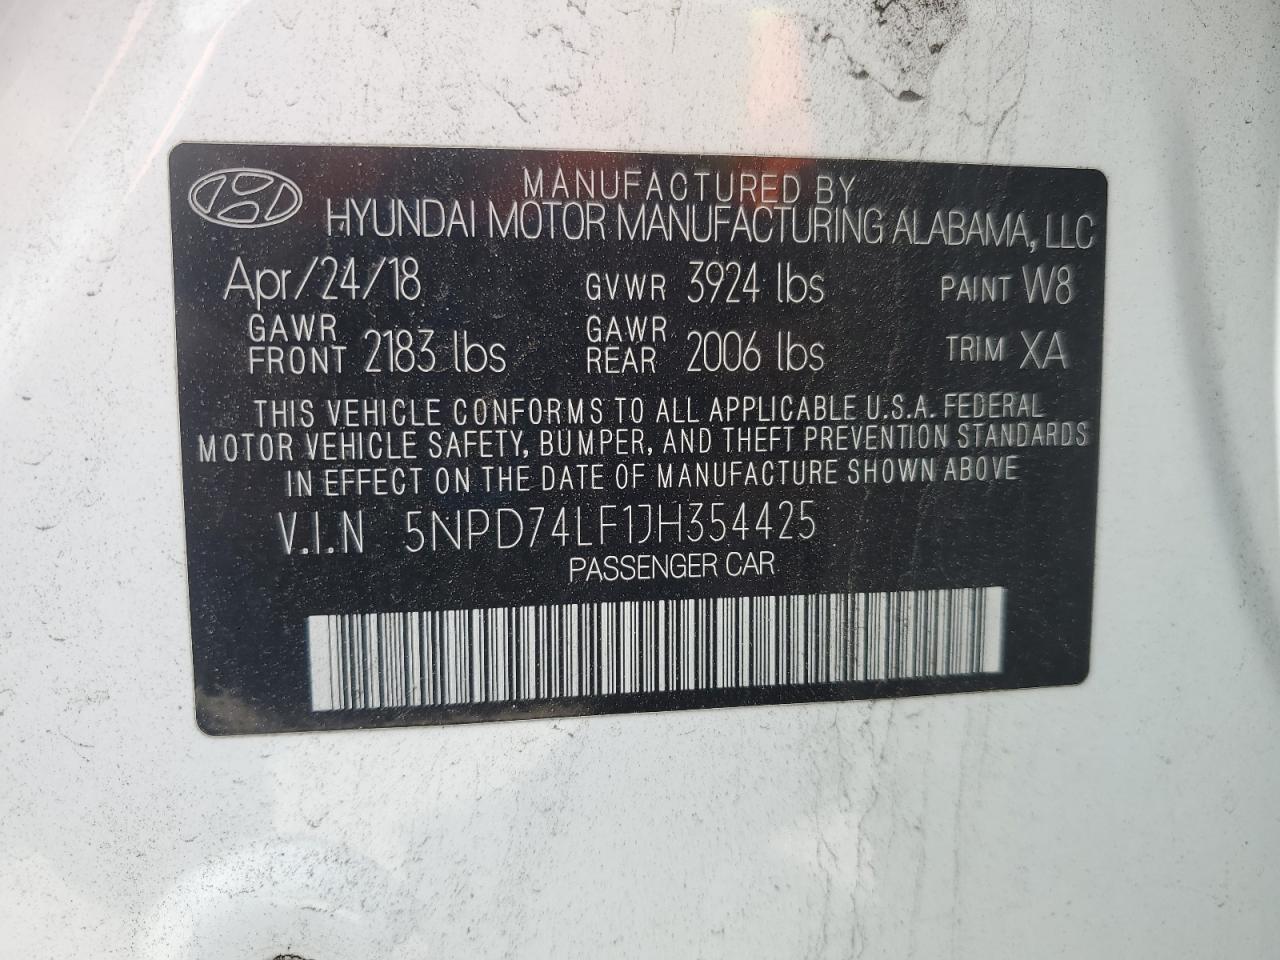 MANUFACTURED BY
HYUNDAI MOTOR MANUFACTURING ALABAMA, LLC
Apr/24/18 GVWR 3924 lbs PAINT W8
GAWR FRONT 2183 lbs GAWR REAR 2006 lbs TRIM XA
THIS VEHICLE CONFORMS TO ALL APPLICABLE U.S.A. FEDERAL
MOTOR VEHICLE SAFETY, BUMPER, AND THEFT PREVENTION STANDARDS
IN EFFECT ON THE DATE OF MANUFACTURE SHOWN ABOVE
V.I.N 5NPD74LF1JH354425
PASSENGER CAR